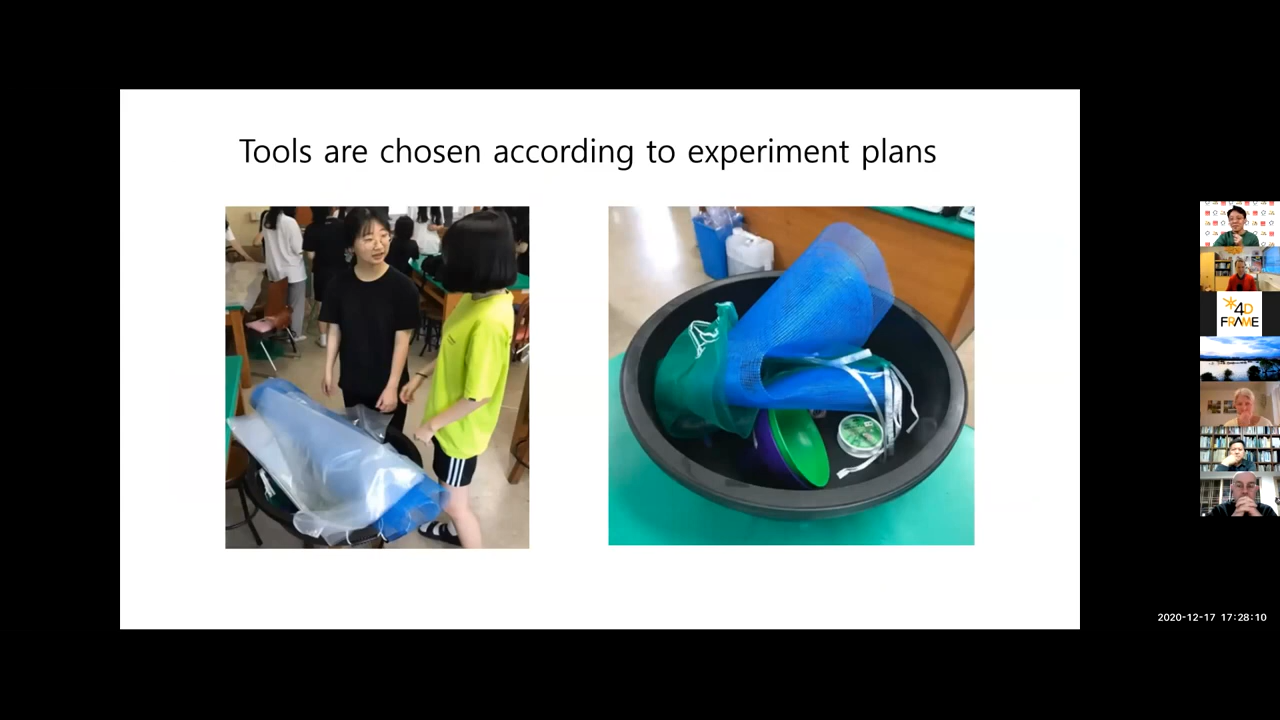 Tools are chosen according to experiment plans
4D
FRAME
2020-12-17 17:28:10